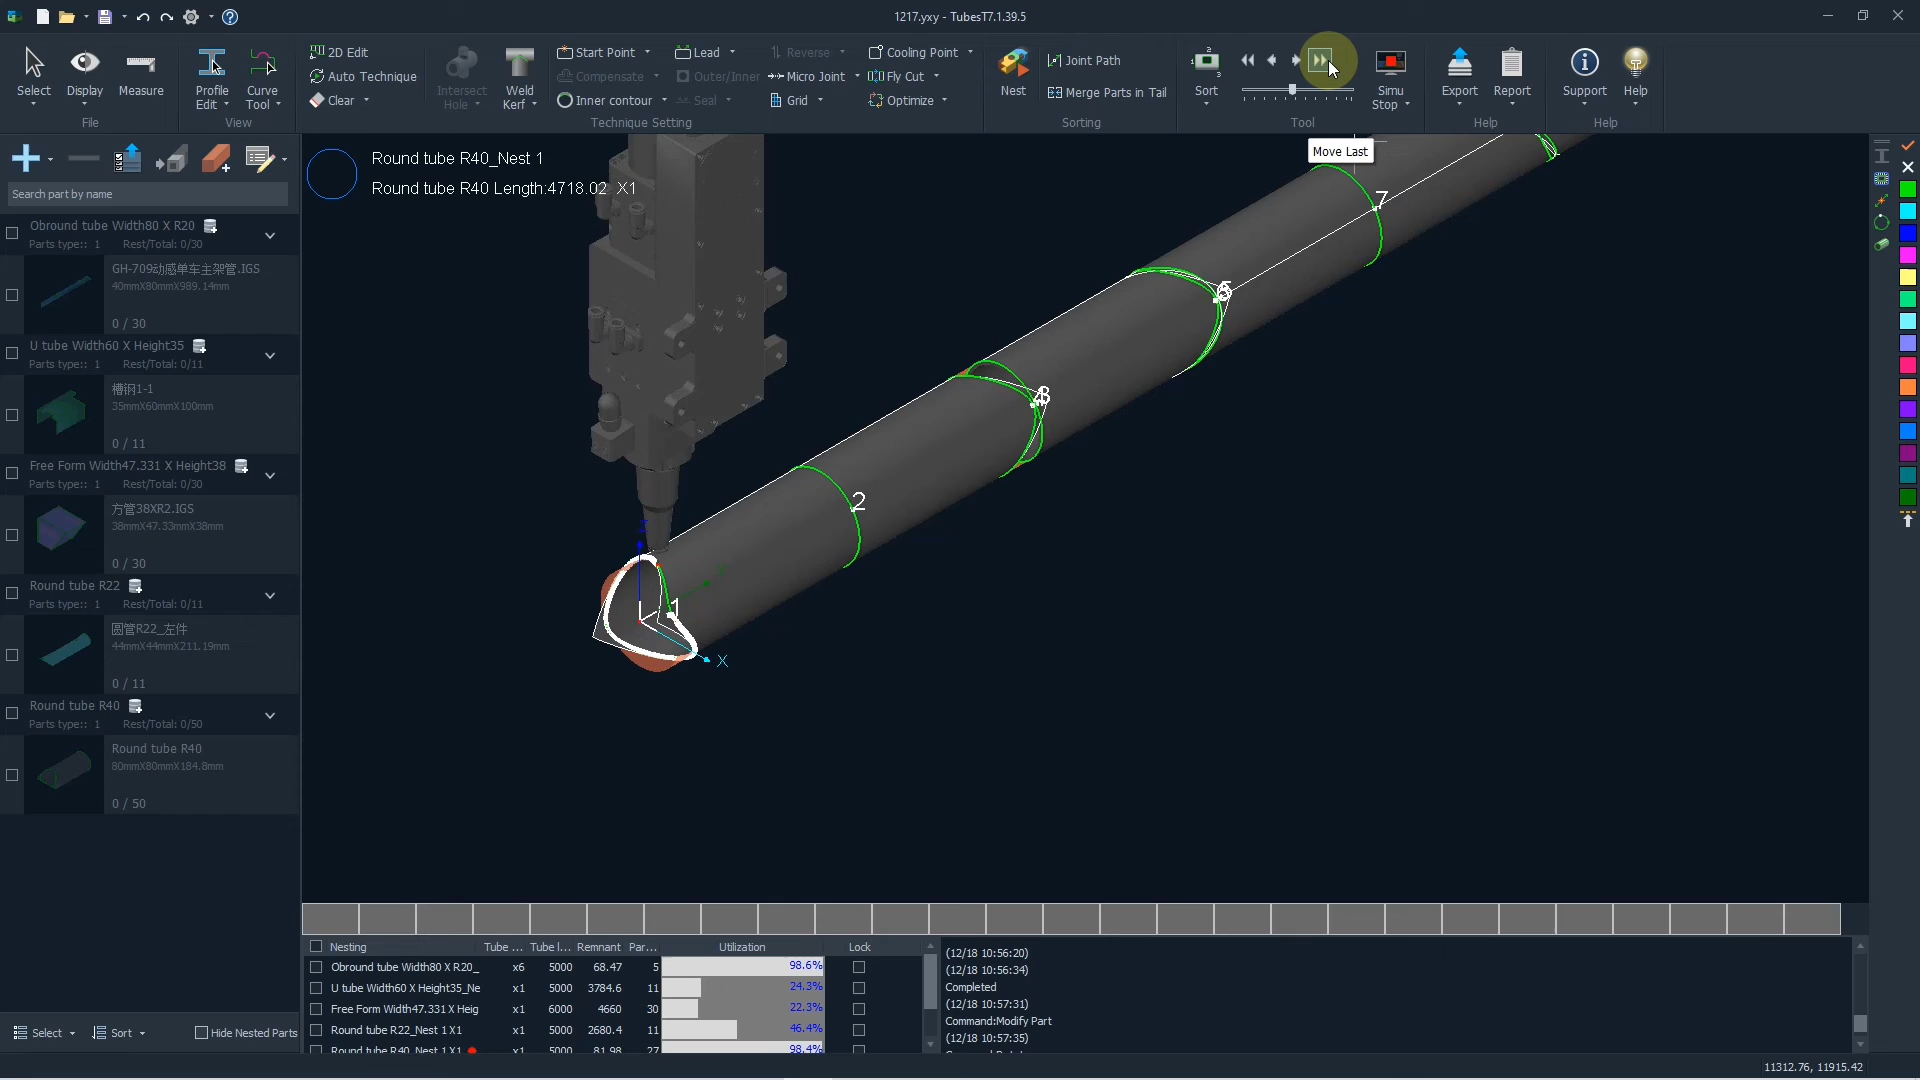 1217.yxy - TubesT7.1.39.5
Select
Display
Measure
File
Profile Edit
Curve Tool
View
2D Edit
Auto Technique
Clear
Intersect Hole
Weld Kerf
Start Point
Compensate
Inner contour
Lead
Outer/Inner
Seal
Reverse
Micro Joint
Grid
Cooling Point
Fly Cut
Optimize
Technique Setting
Nest
Joint Path
Merge Parts in Tail
Sorting
Sort
Simu Stop
Tool
Export
Report
Help
Support
Help
Help
Move Last
Search part by name
Obround tube Width80 X R20
Parts type:: 1 Rest/Total: 0/30
GH-709动感单车主架管.IGS
40mmX80mmX989.14mm
0 / 30
U tube Width60 X Height35
Parts type:: 1 Rest/Total: 0/11
槽钢1-1
35mmX60mmX100mm
0 / 11
Free Form Width47.331 X Height38
Parts type:: 1 Rest/Total: 0/30
方管38XR2.IGS
38mmX47.33mmX38mm
0 / 30
Round tube R22
Parts type:: 1 Rest/Total: 0/11
圆管R22_左件
44mmX44mmX211.19mm
0 / 11
Round tube R40
Parts type:: 1 Rest/Total: 0/50
Round tube R40
80mmX80mmX184.8mm
0 / 50
Select
Sort
Hide Nested Parts
Round tube R40_Nest 1
Round tube R40 Length:4718.02 X1
7
2
1
X
Z
Nesting Tube ... Tube l... Remnant Par... Utilization Lock
Obround tube Width80 X R20_ x6 5000 68.47 5 98.6%
U tube Width60 X Height35_Ne x1 5000 3784.6 11 24.3%
Free Form Width47.331 X Heig x1 6000 4660 30 22.3%
Round tube R22_Nest 1 X1 x1 5000 2680.4 11 46.4%
Round tube R40_Nest 1 X1 x1 5000 81.98 27 98.4%
(12/18 10:56:20)
(12/18 10:56:34)
Completed
(12/18 10:57:31)
Command:Modify Part
(12/18 10:57:35)
11312.76, 11915.42